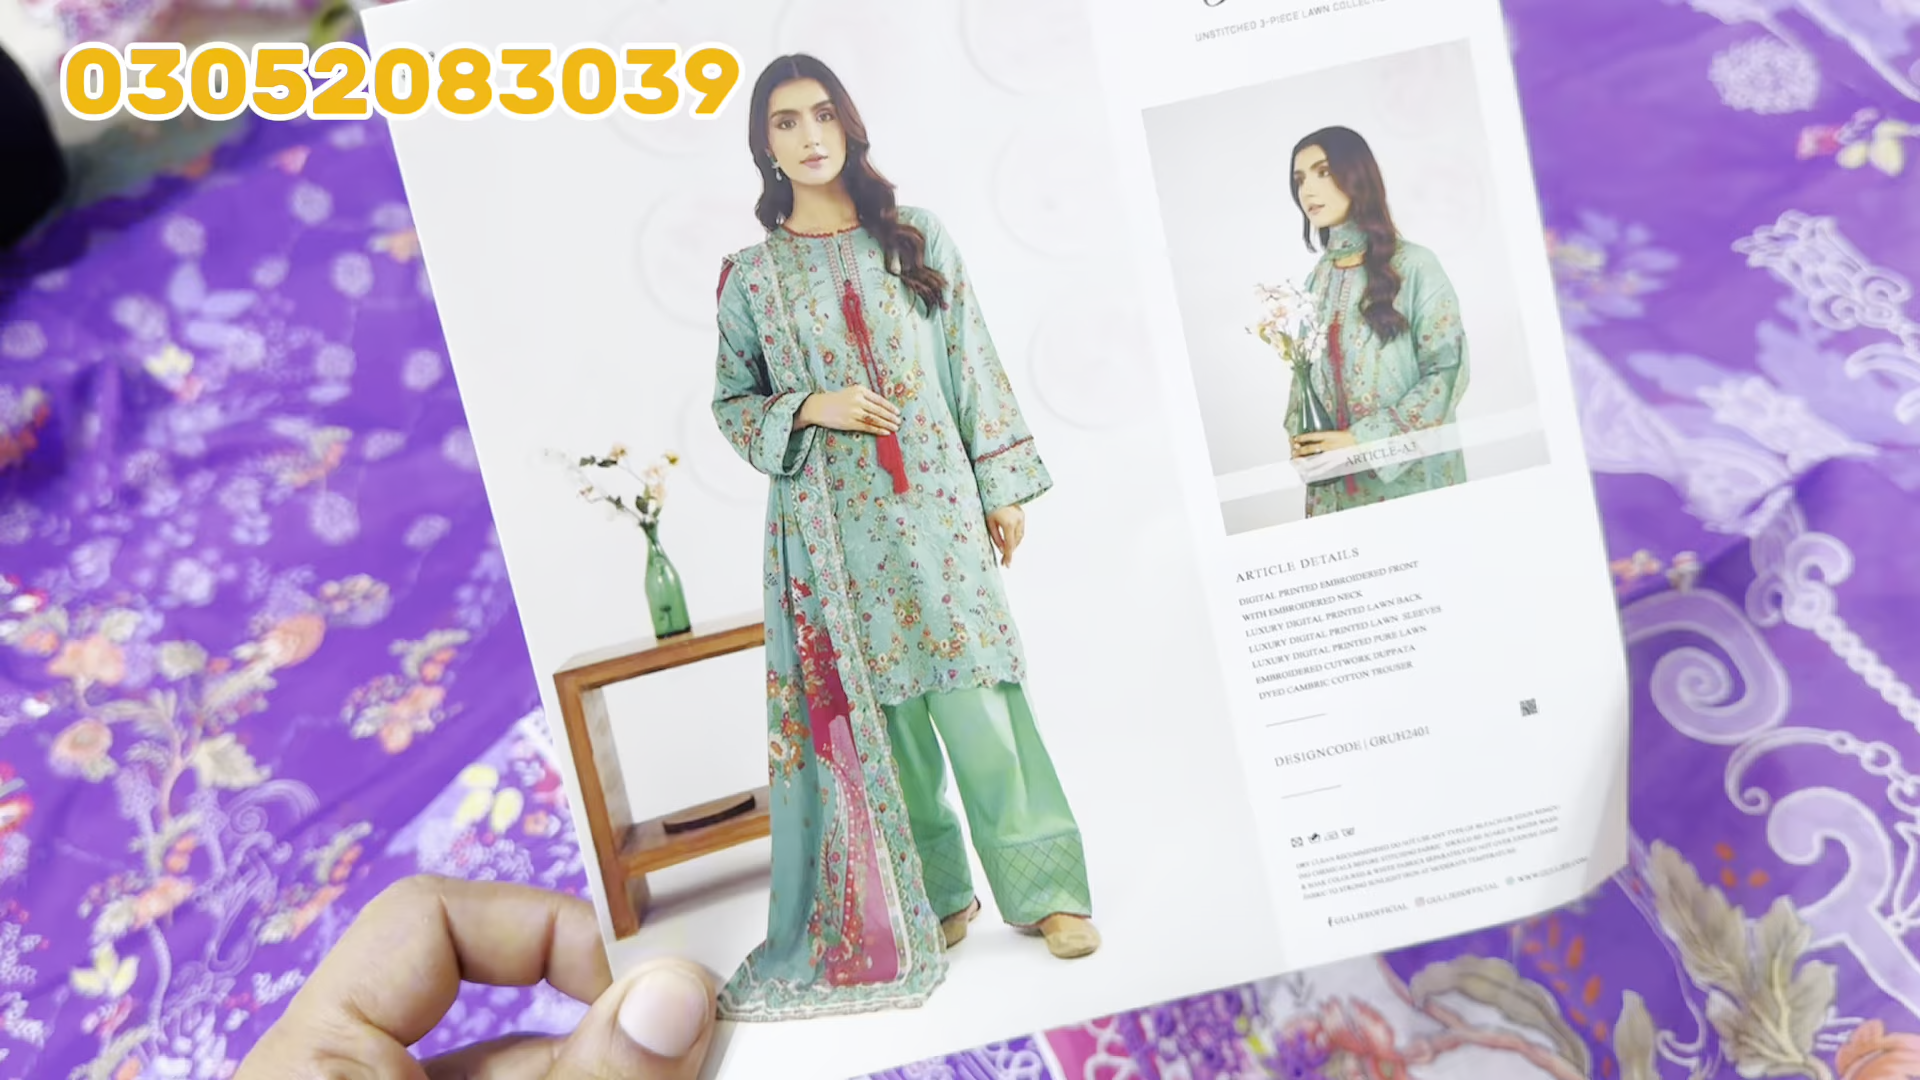 03052083039
UNSTITCHED 3-PIECE LAWN
ARTICLE-A3
ARTICLE DETAILS
DIGITAL PRINTED EMBROIDERED FRONT
WITH EMBROIDERED NECK
LUXURY DIGITAL PRINTED LAWN BACK
LUXURY DIGITAL PRINTED LAWN SLEEVES
LUXURY DIGITAL PRINTED PURE LAWN
EMBROIDERED CUTWORK DUPPATA
DYED CAMBRIC COTTON TROUSER
DESIGNCODE | GRUH2401